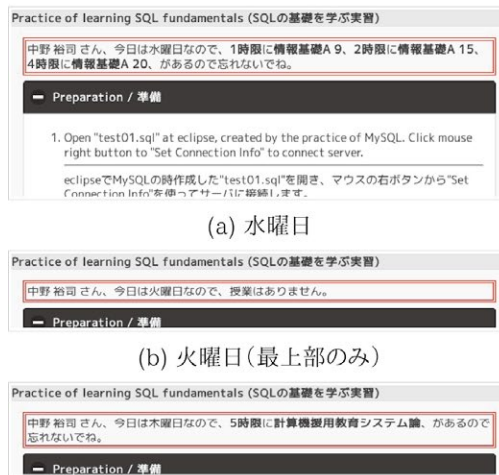 Practice of learning SQL fundamentals (SQLの基礎を学ぶ実習)
中野 裕司 さん、今日は水曜日なので、1時限に情報基礎A 9、2時限に情報基礎A 15、
4時限に情報基礎A 20、があるので忘れないでね。
Preparation / 準備
1. Open "test01.sql" at eclipse, created by the practice of MySQL. Click mouse
right button to "Set Connection Info" to connect server.
eclipseでMySQLの時作成した"test01.sql"を開き、マウスの右ボタンから"Set
Connection Info"を使ってサーバに接続します。
(a) 水曜日
Practice of learning SQL fundamentals (SQLの基礎を学ぶ実習)
中野 裕司 さん、今日は火曜日なので、授業はありません。
Preparation / 準備
(b) 火曜日(最上部のみ)
Practice of learning SQL fundamentals (SQLの基礎を学ぶ実習)
中野 裕司 さん、今日は木曜日なので、5時限に計算機援用教育システム論、があるので
忘れないでね。
Preparation / 準備